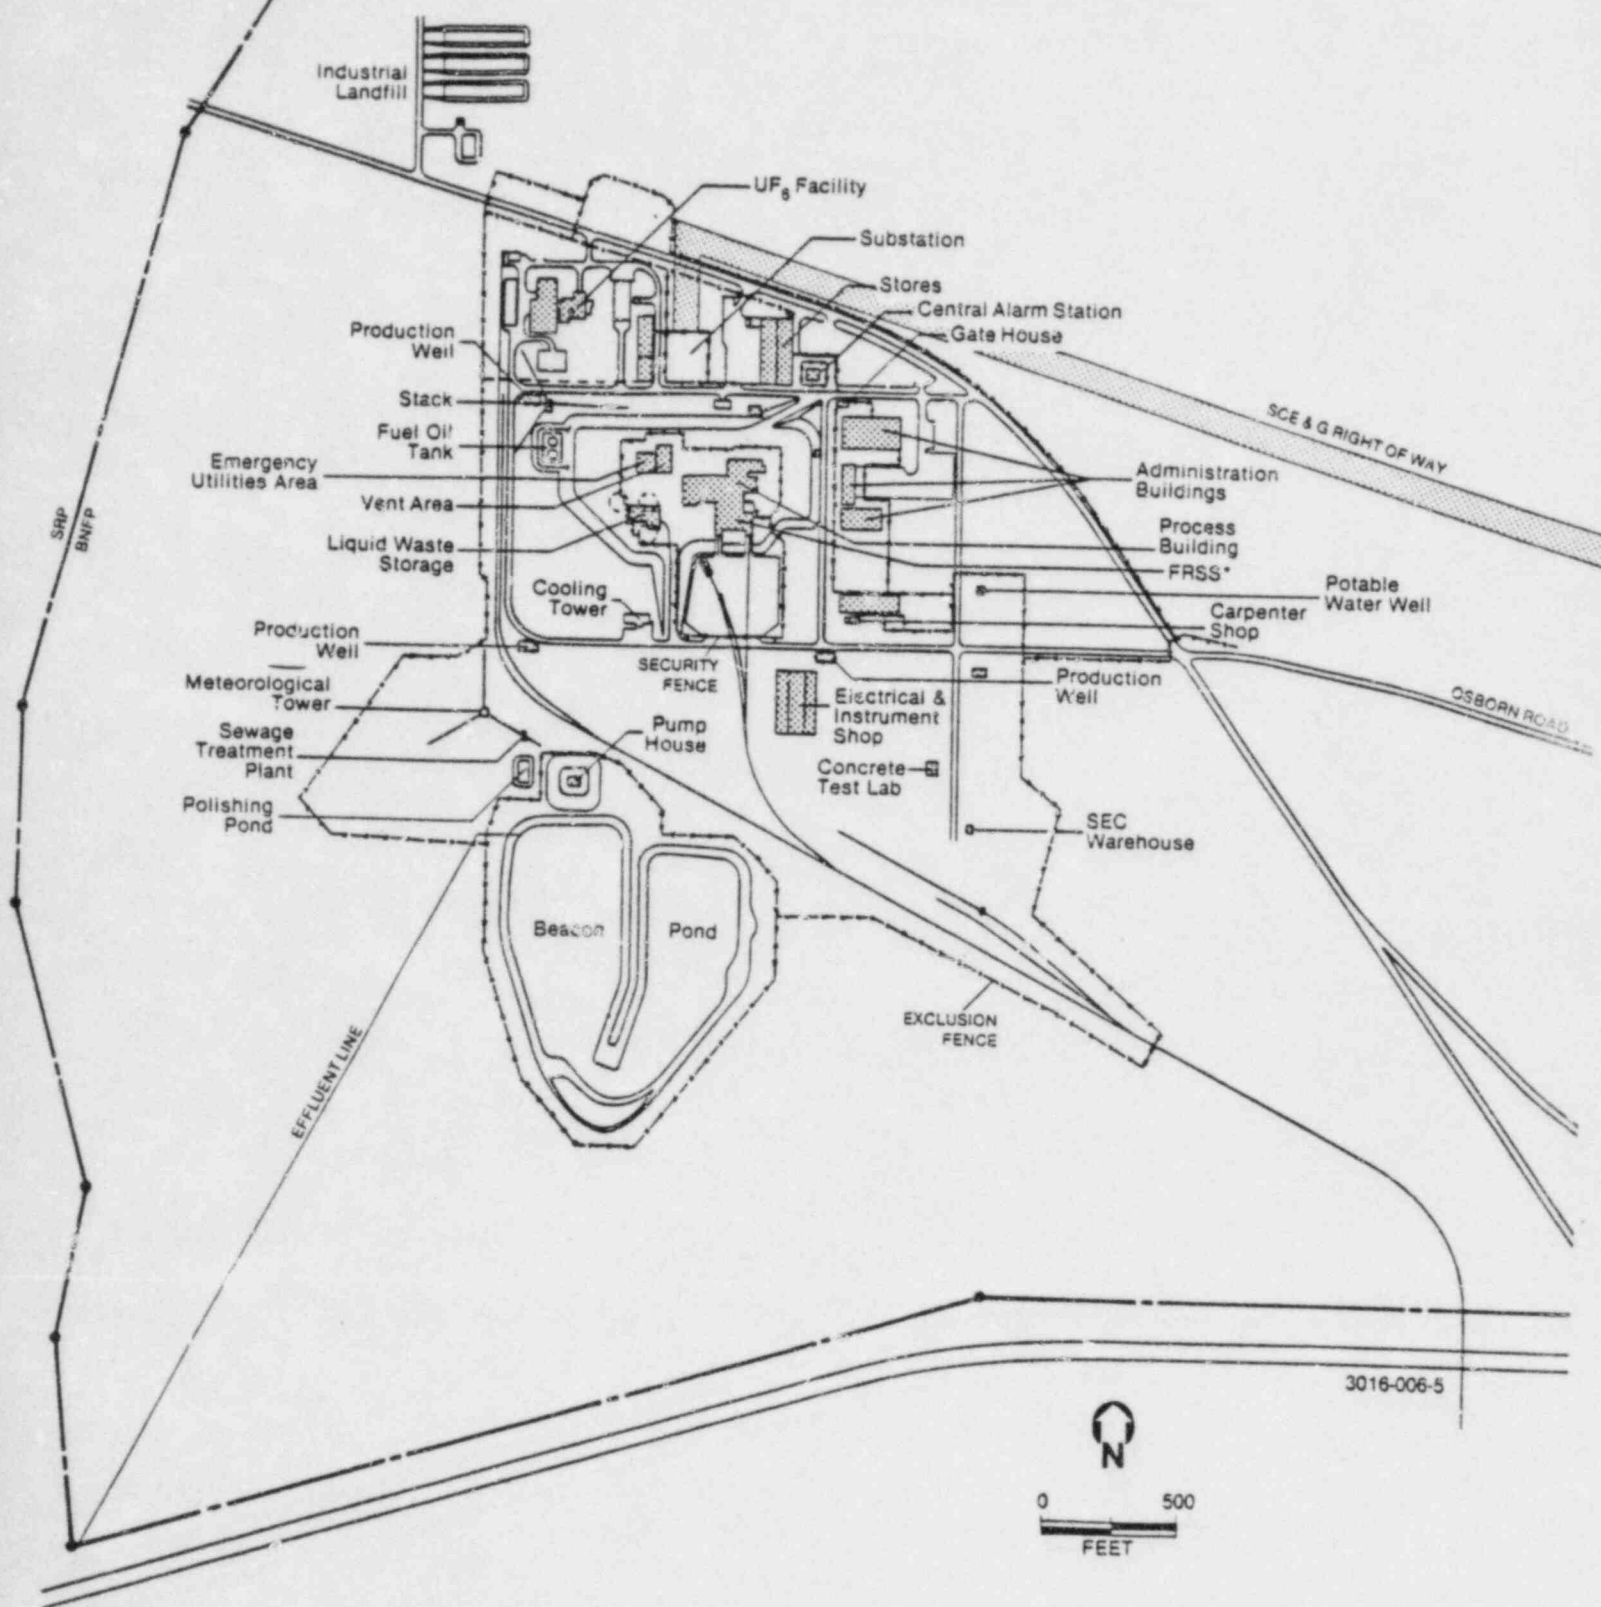 Industrial
Landfill
UF6 Facility
Substation
Stores
Central Alarm Station
Gate House
Production
Well
Stack
Fuel Oil
Tank
Emergency
Utilities Area
Vent Area
Liquid Waste
Storage
Cooling
Tower
SCE & G RIGHT OF WAY
Administration
Buildings
Process
Building
FRSS*
Potable
Water Well
Carpenter
Shop
SRP
BNFP
Production
Well
Meteorological
Tower
Sewage
Treatment
Plant
Polishing
Pond
SECURITY
FENCE
Pump
House
Electrical &
Instrument
Shop
Production
Well
OSBORN ROAD
Concrete
Test Lab
SEC
Warehouse
Beacon Pond
EXCLUSION
FENCE
EFFLUENT LINE
3016-006-5
N
0 500
FEET